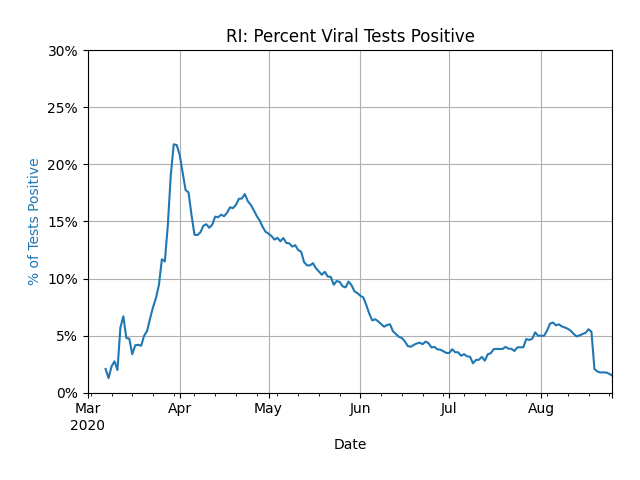 RI: Percent Viral Tests Positive
30%
25%
20%
15%
10%
5%
0%
% of Tests Positive
Mar Apr May Jun Jul Aug
2020
Date